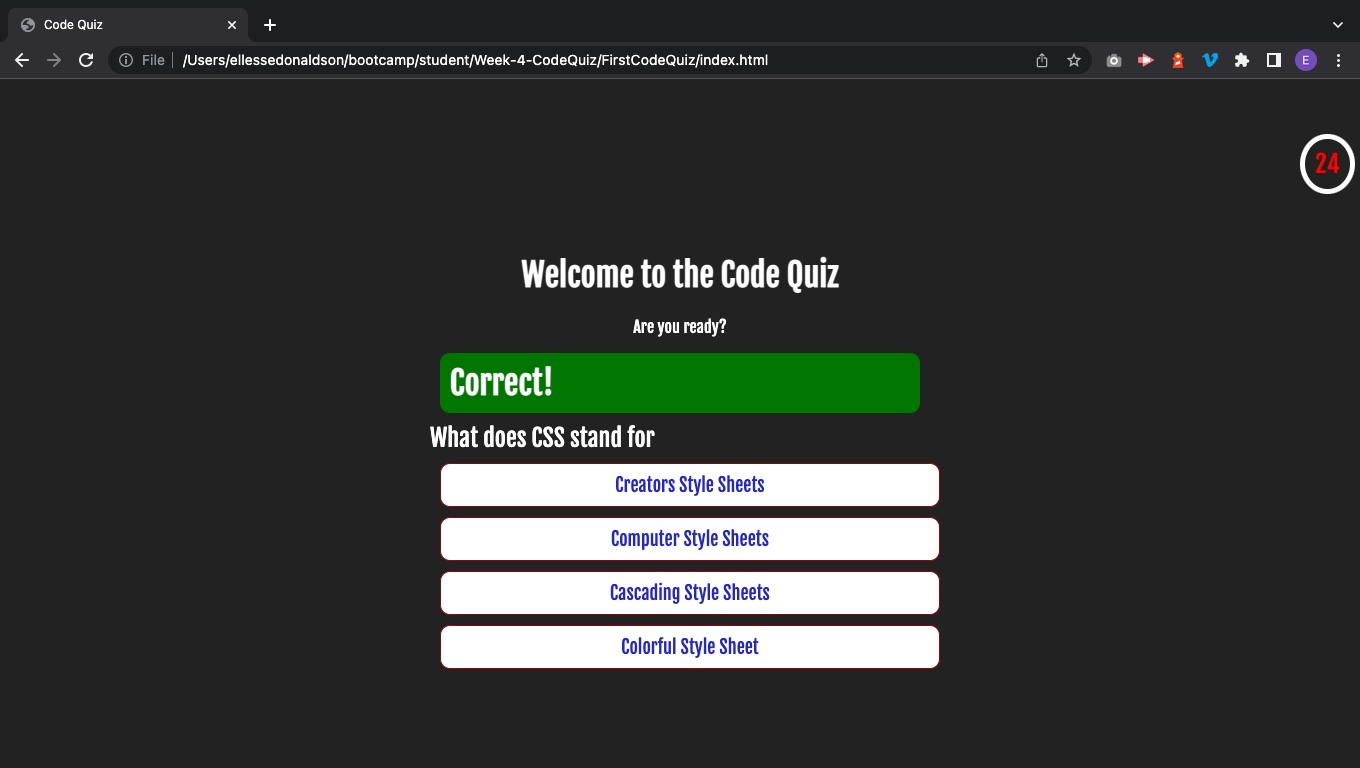 Code Quiz
File
/Users/ellessedonaldson/bootcamp/student/Week-4-CodeQuiz/FirstCodeQuiz/index.html
E
24
Welcome to the Code Quiz
Are you ready?
Correct!
What does CSS stand for
Creators Style Sheets
Computer Style Sheets
Cascading Style Sheets
Colorful Style Sheet